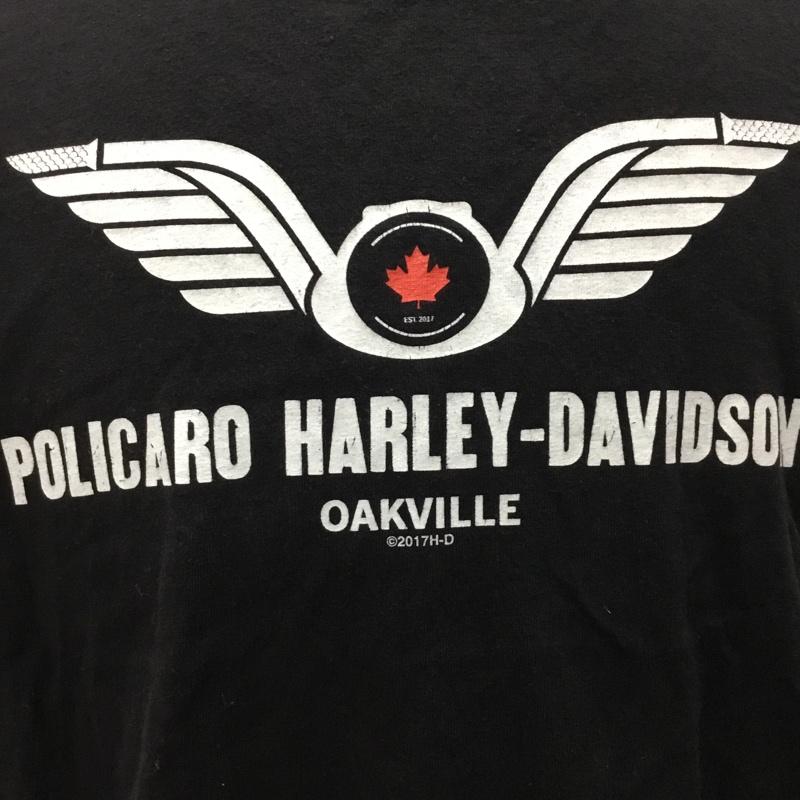 EST. 2017
POLICARO HARLEY-DAVIDSON
OAKVILLE
©2017H-D